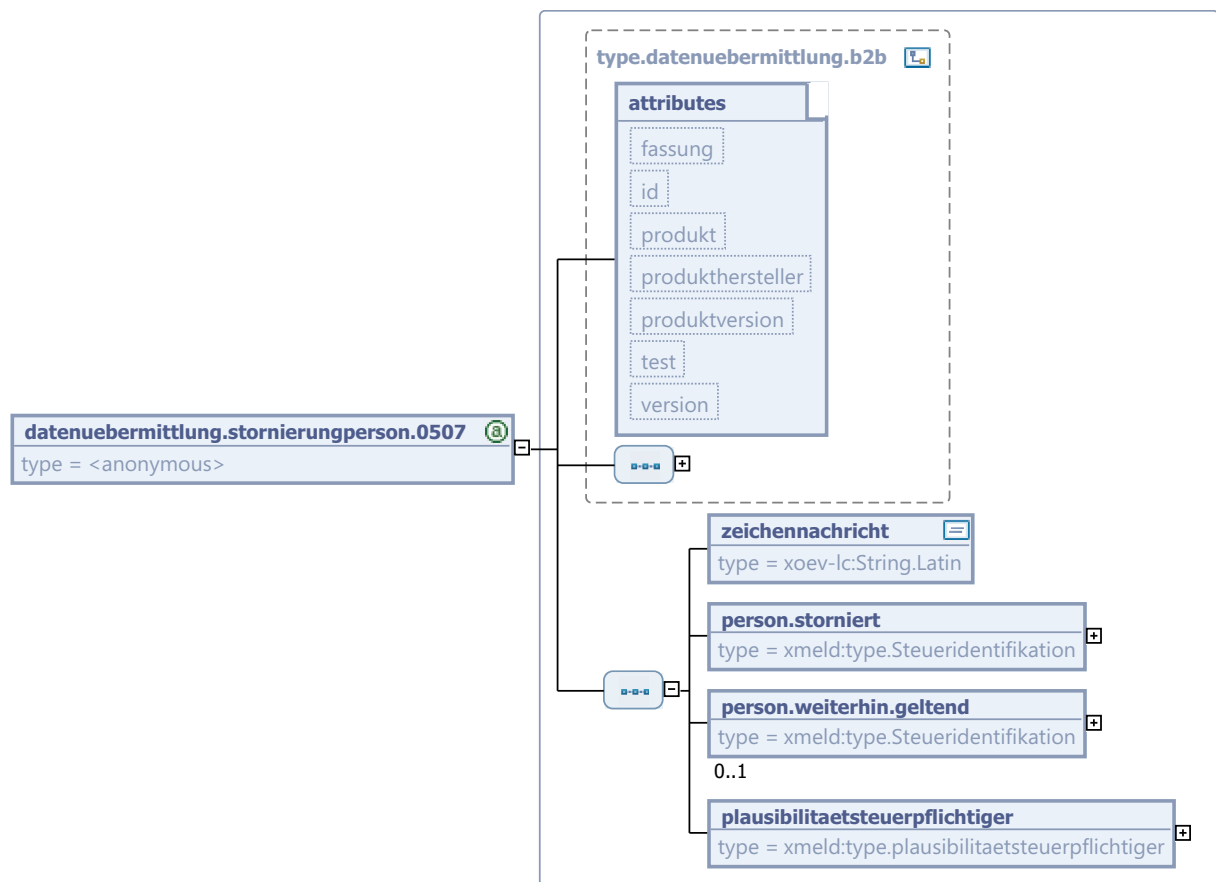 type.datenuebermittlung.b2b
attributes
fassung
id
produkt
produkthersteller
produktversion
test
version
datenuebermittlung.stornierungperson.0507
type = <anonymous>
zeichennachricht
type = xoev-lc:String.Latin
person.storniert
type = xmeld:type.Steueridentifikation
person.weiterhin.geltend
type = xmeld:type.Steueridentifikation
0..1
plausibilitaetsteuerpflichtiger
type = xmeld:type.plausibilitaetsteuerpflichtiger